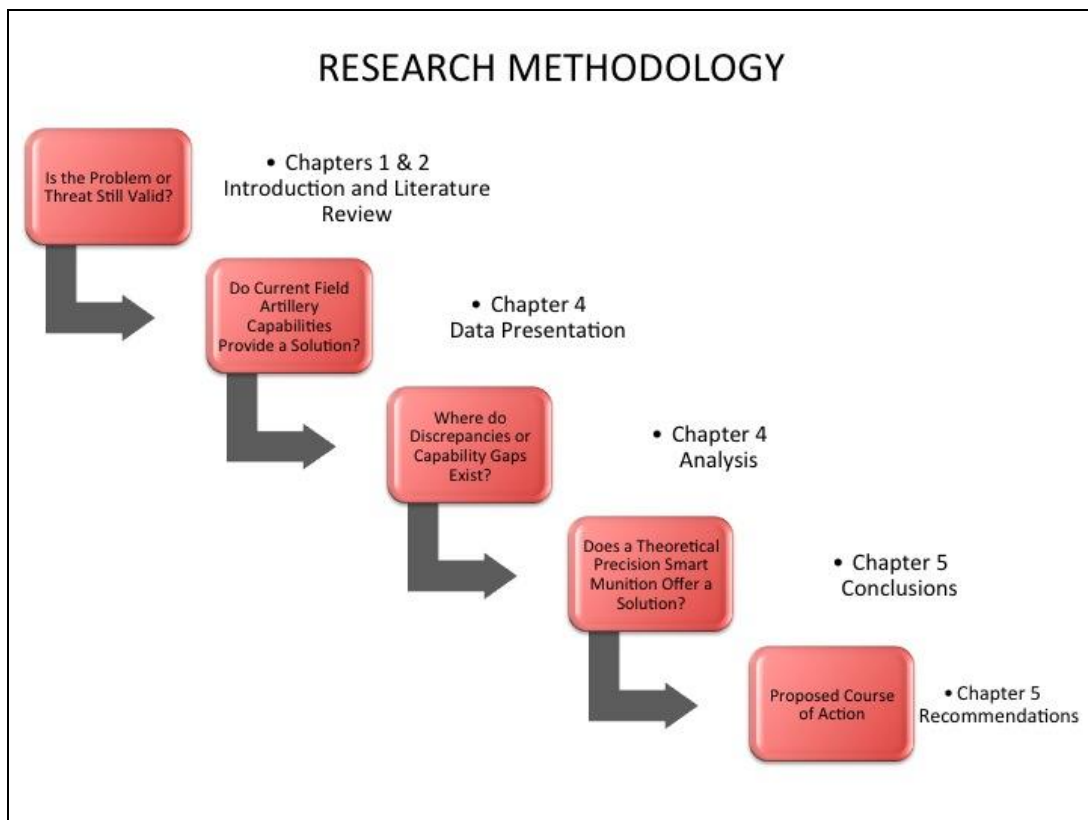 RESEARCH METHODOLOGY
Is the Problem or
Threat Still Valid?
• Chapters 1 & 2
Introduction and Literature
Review
Do Current Field
Artillery
Capabilities
Provide a Solution?
• Chapter 4
Data Presentation
Where do
Discrepancies or
Capability Gaps
Exist?
• Chapter 4
Analysis
Does a Theoretical
Precision Smart
Munition Offer a
Solution?
• Chapter 5
Conclusions
Proposed Course
of Action
• Chapter 5
Recommendations